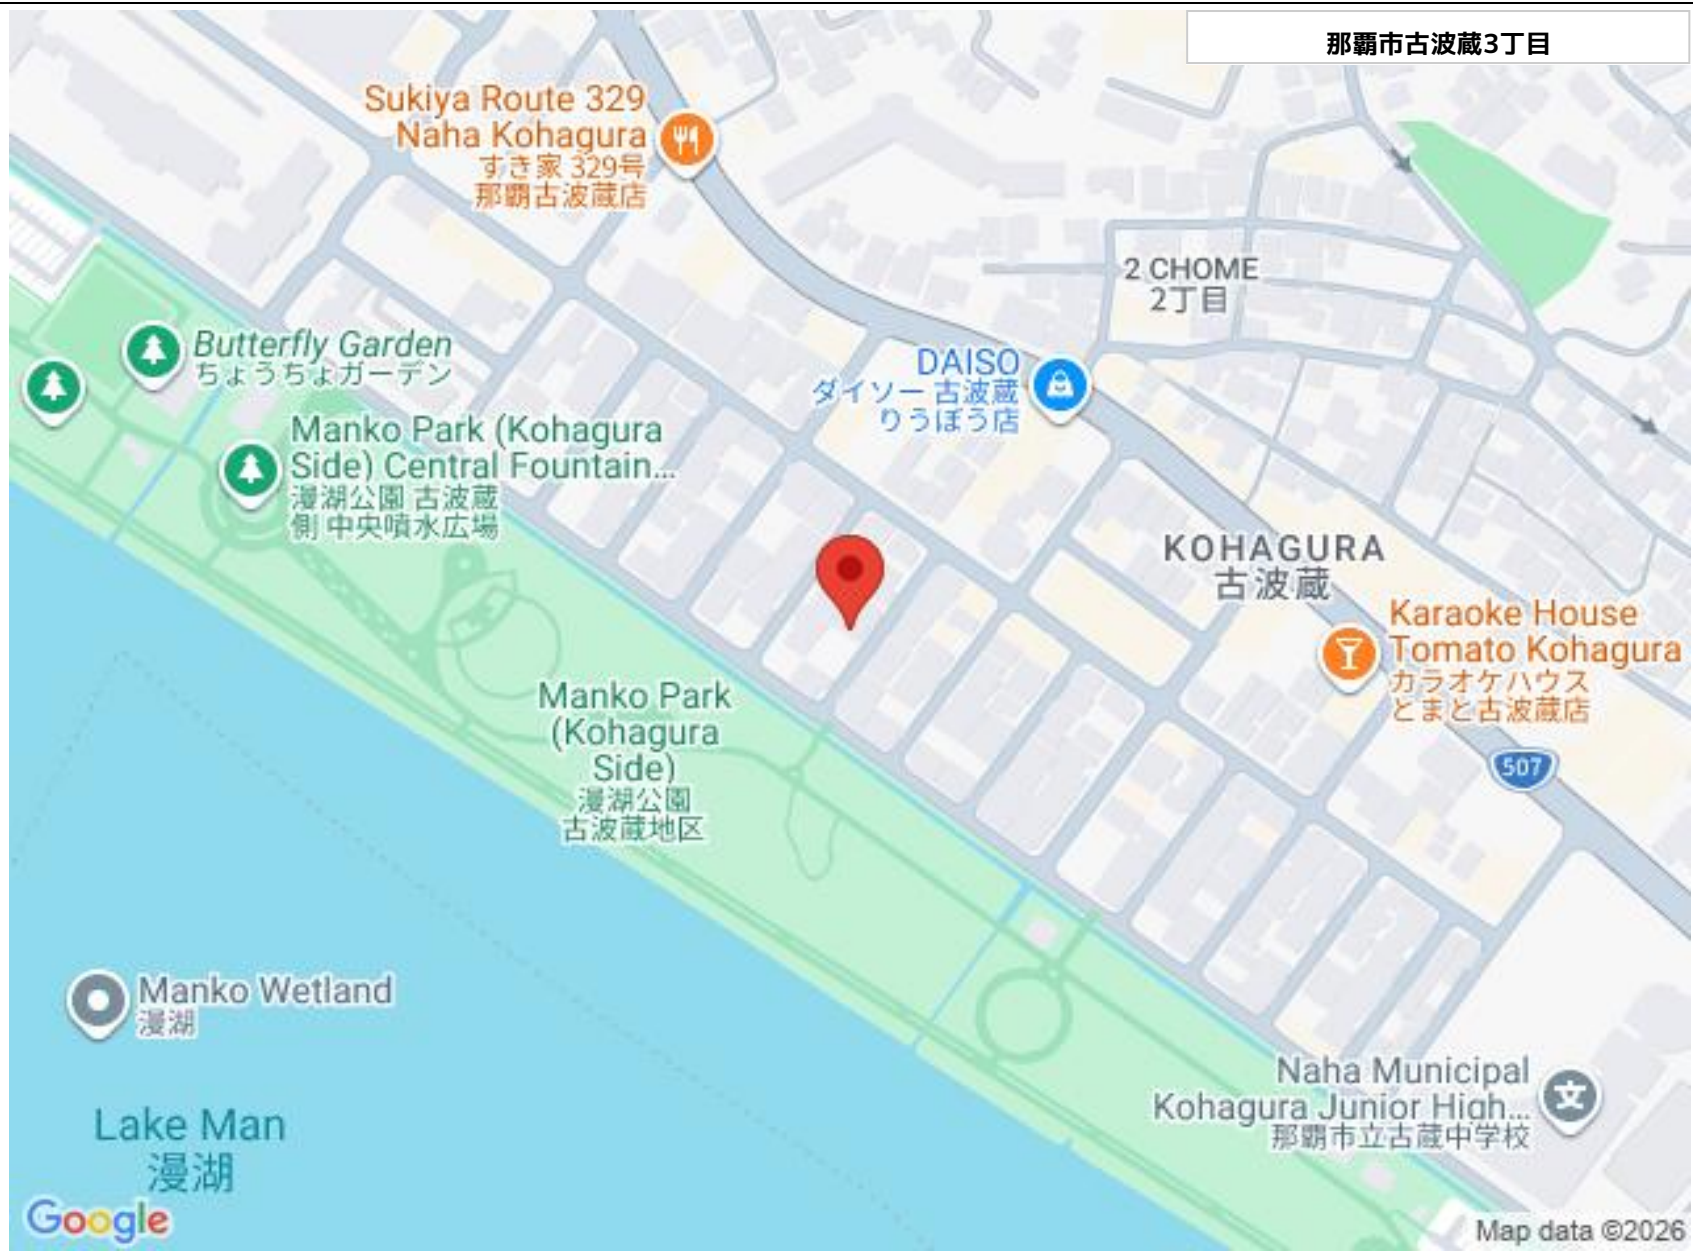 那覇市古波蔵3丁目
Sukiya Route 329
Naha Kohagura
すき家 329号
那覇古波蔵店
2 CHOME
2丁目
Butterfly Garden
ちょうちょガーデン
DAISO
ダイソー 古波蔵
りうぼう店
Manko Park (Kohagura
Side) Central Fountain...
漫湖公園 古波蔵
側 中央噴水広場
KOHAGURA
古波蔵
Karaoke House
Tomato Kohagura
カラオケハウス
とまと古波蔵店
Manko Park
(Kohagura
Side)
漫湖公園
古波蔵地区
507
Manko Wetland
漫湖
Naha Municipal
Kohagura Junior High...
那覇市立古蔵中学校
文
Lake Man
漫湖
Google
Map data ©2026